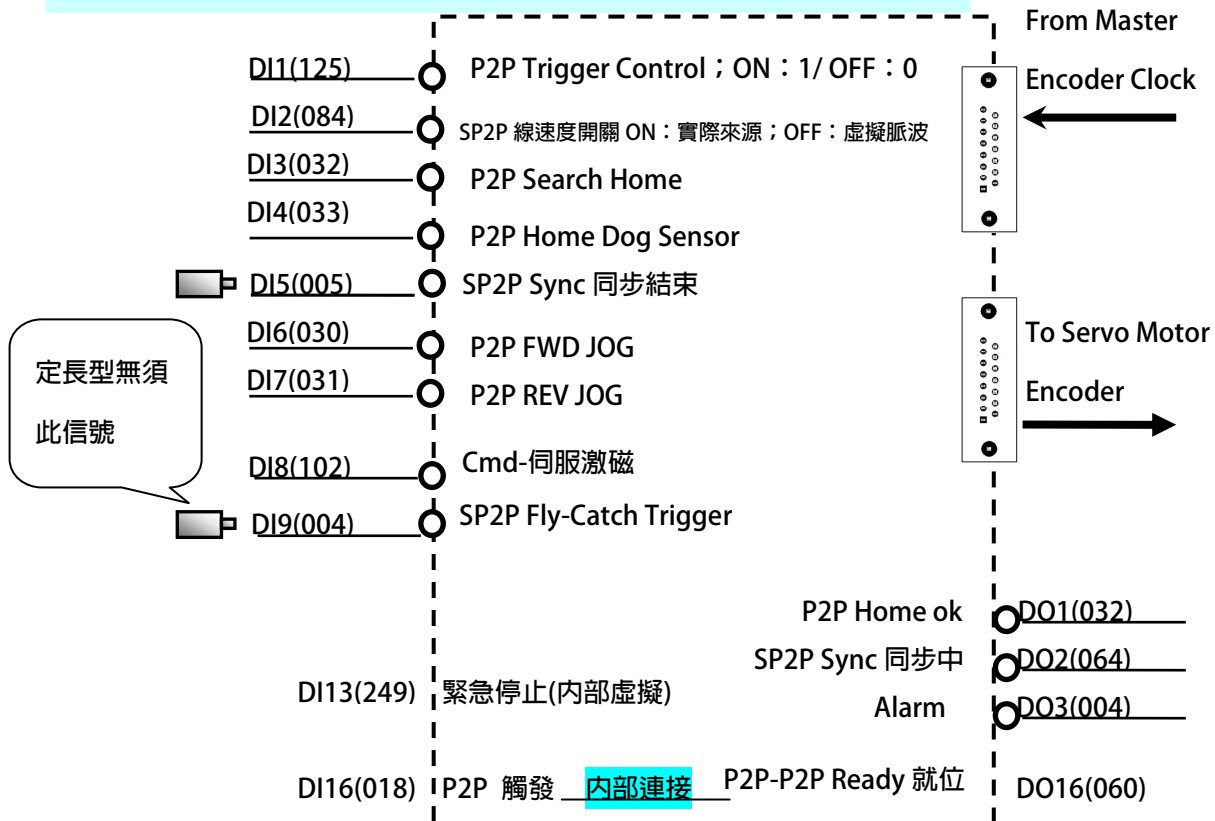 From Master
DI1(125) P2P Trigger Control；ON：1/ OFF：0
Encoder Clock
DI2(084) SP2P 線速度開關 ON：實際來源；OFF：虛擬脈波
DI3(032) P2P Search Home
DI4(033) P2P Home Dog Sensor
DI5(005) SP2P Sync 同步結束
DI6(030) P2P FWD JOG
To Servo Motor
定長型無須
此信號
DI7(031) P2P REV JOG
Encoder
DI8(102) Cmd-伺服激磁
DI9(004) SP2P Fly-Catch Trigger
P2P Home ok DO1(032)
SP2P Sync 同步中 DO2(064)
DI13(249) 緊急停止(內部虛擬)
Alarm DO3(004)
DI16(018) P2P 觸發 內部連接 P2P-P2P Ready 就位 DO16(060)